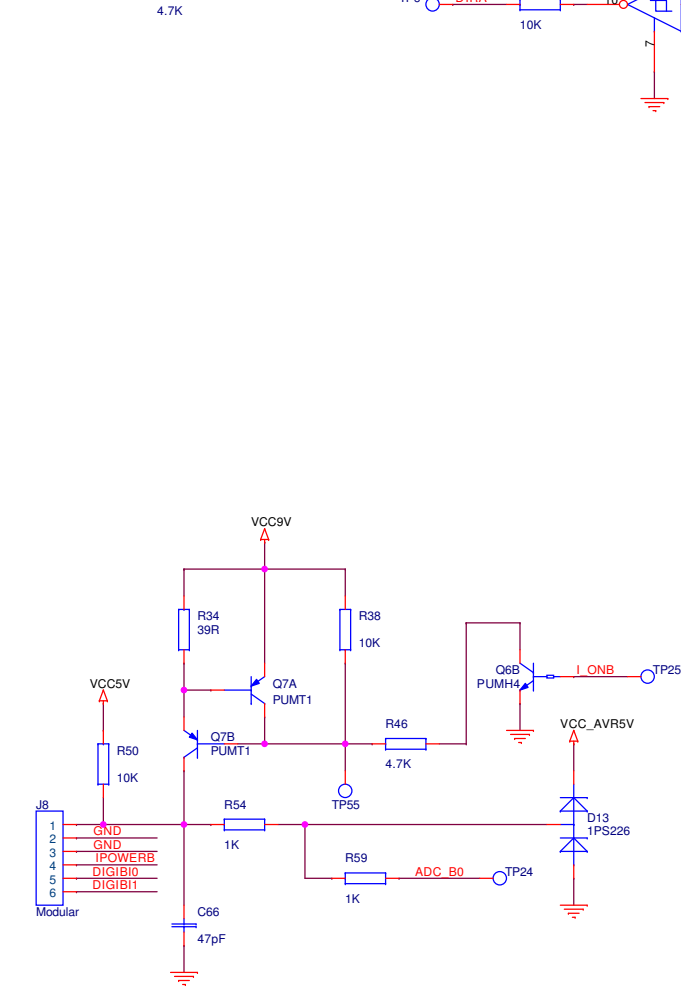 4.7K
10K
7
VCC9V
R34
39R
R38
10K
Q7A
PUMT1
Q6B
PUMH4
I_ONB
TP25
VCC5V
Q7B
PUMT1
R46
4.7K
VCC_AVR5V
R50
10K
TP55
J8
R54
1K
D13
1PS226
1
GND
2
GND
3
IPOWERB
4
DIGIBI0
5
DIGIBI1
6
Modular
R59
1K
ADC_B0
TP24
C66
47pF